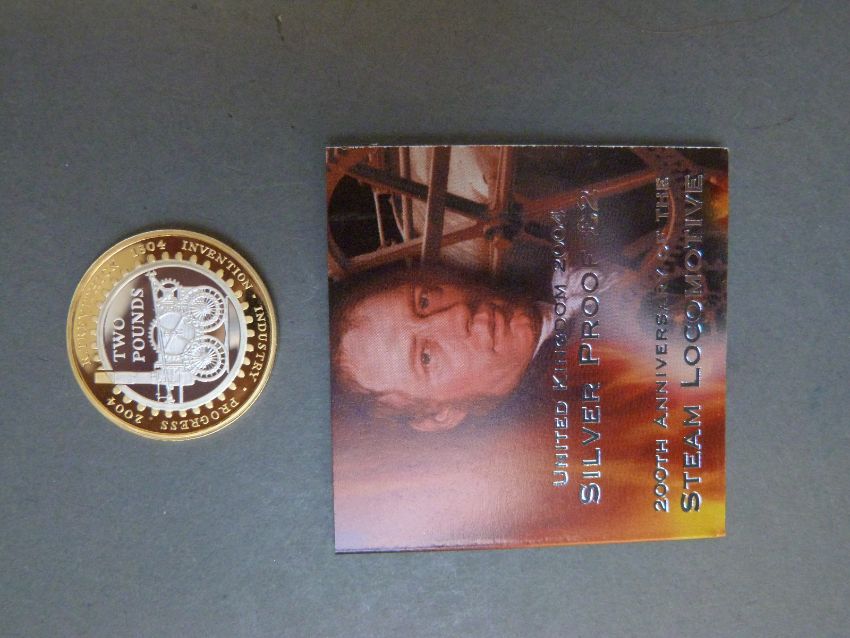 R.TREVITHICK 1804 INVENTION · INDUSTRY · PROGRESS · 2004
TWO
POUNDS
UNITED KINGDOM 2004
SILVER PROOF £2
200TH ANNIVERSARY OF THE
STEAM LOCOMOTIVE